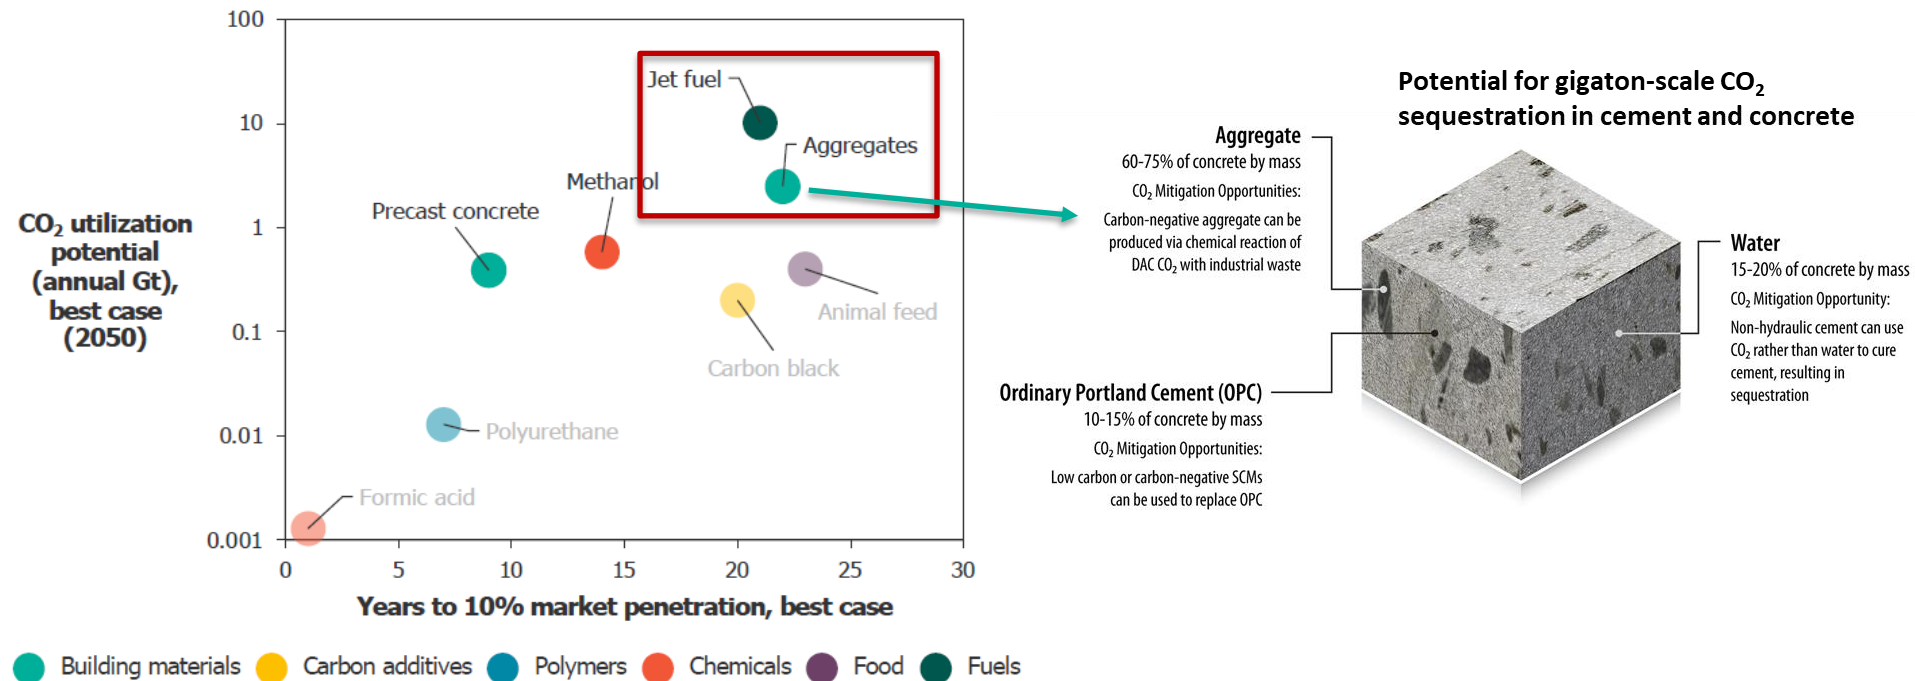 100
10
1
0.1
0.01
0.001
CO₂ utilization
potential
(annual Gt),
best case
(2050)
Jet fuel
Aggregates
Methanol
Precast concrete
Animal feed
Carbon black
Polyurethane
Formic acid
0 5 10 15 20 25 30
Years to 10% market penetration, best case
Building materials Carbon additives Polymers Chemicals Food Fuels
Potential for gigaton-scale CO₂
sequestration in cement and concrete
Aggregate
60-75% of concrete by mass
CO₂ Mitigation Opportunities:
Carbon-negative aggregate can be
produced via chemical reaction of
DAC CO₂ with industrial waste
Ordinary Portland Cement (OPC)
10-15% of concrete by mass
CO₂ Mitigation Opportunities:
Low carbon or carbon-negative SCMs
can be used to replace OPC
Water
15-20% of concrete by mass
CO₂ Mitigation Opportunity:
Non-hydraulic cement can use
CO₂ rather than water to cure
cement, resulting in
sequestration